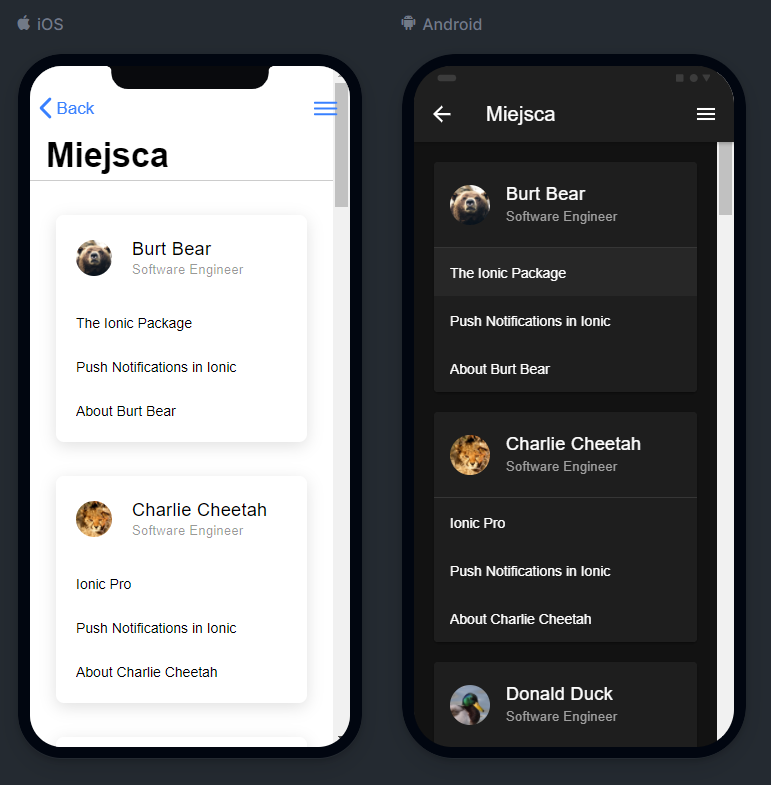 iOS
Back
Miejsca
Burt Bear
Software Engineer
The Ionic Package
Push Notifications in Ionic
About Burt Bear
Charlie Cheetah
Software Engineer
Ionic Pro
Push Notifications in Ionic
About Charlie Cheetah
Android
Miejsca
Burt Bear
Software Engineer
The Ionic Package
Push Notifications in Ionic
About Burt Bear
Charlie Cheetah
Software Engineer
Ionic Pro
Push Notifications in Ionic
About Charlie Cheetah
Donald Duck
Software Engineer